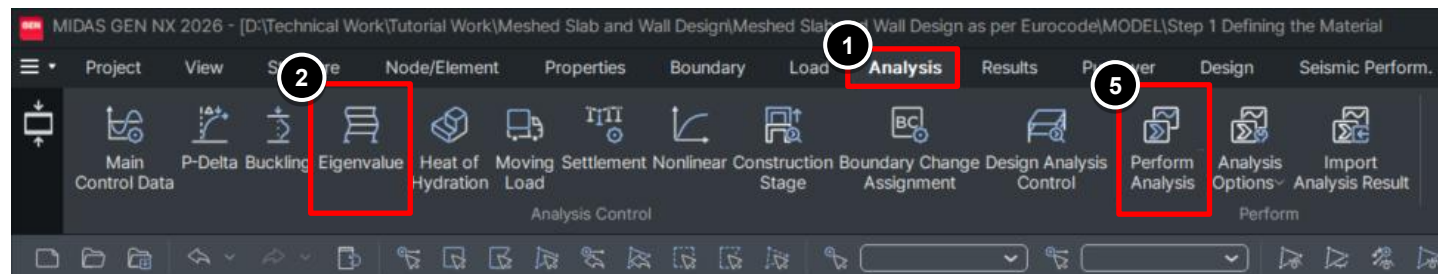 GEN MIDAS GEN NX 2026 - [D:\Technical Work\Tutorial Work\Meshed Slab and Wall Design\Meshed Slab and Wall Design as per Eurocode\MODEL\Step 1 Defining the Material
1
Project View Node/Element Properties Boundary Load Analysis Results Design Seismic Perform.
2
5
Main Control Data
P-Delta
Buckling
Eigenvalue
Heat of Hydration
Moving Load
Settlement
Nonlinear
Construction Stage
BC
Boundary Change Assignment
Design Analysis Control
Perform Analysis
Analysis Options
Import Analysis Result
Analysis Control
Perform